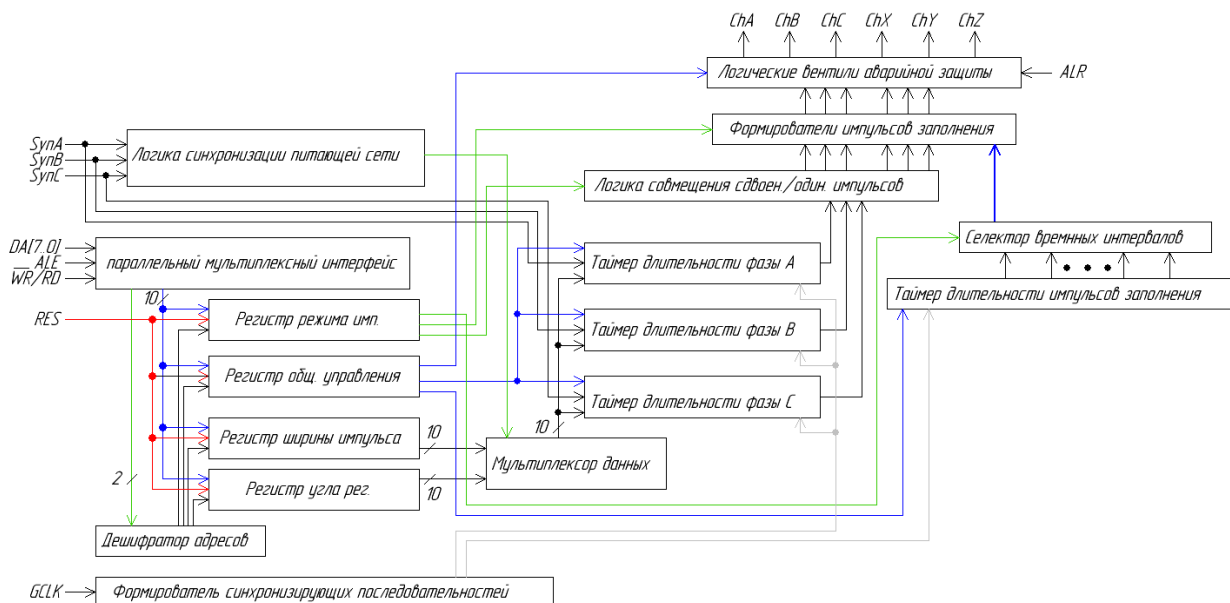 ChA ChB ChC ChX ChY ChZ
Логические вентили аварийной защиты
ALR
Формирователи импульсов заполнения
SynA
SynB
SynC
Логика синхронизации питающей сети
Логика совмещения сдвоен./один. импульсов
DA[7..0]
ALE
WR/RD
параллельный мультиплексный интерфейс
Таймер длительности фазы А
Селектор времнных интервалов
Таймер длительности импульсов заполнения
10
RES
Регистр режима имп.
Таймер длительности фазы В
Регистр общ. управления
Таймер длительности фазы С
Регистр ширины импульса
10
10
Мультиплексор данных
2
Регистр угла рег.
10
Дешифратор адресов
GCLK
Формирователь синхронизирующих последовательностей